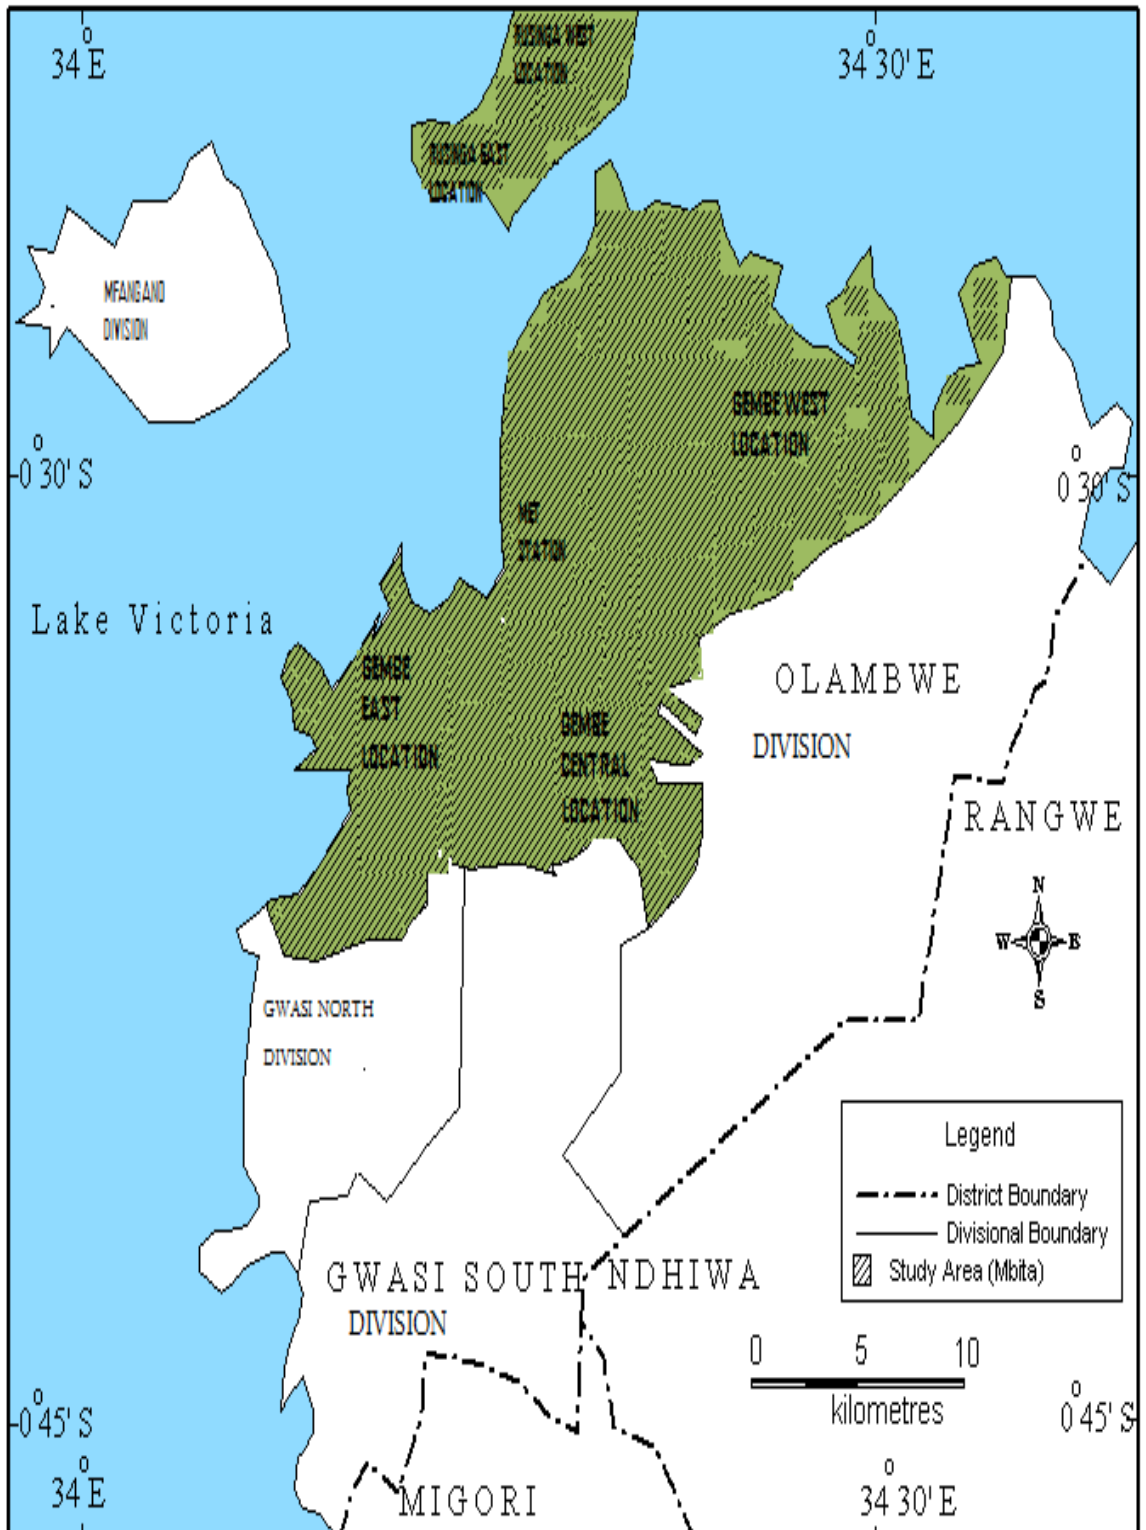 34 E
34 30' E
RUSINGA WEST
LOCATION
RUSINGA EAST
LOCATION
MFANGANO
DIVISION
GEMBE WEST
LOCATION
0 30' S
0 30' S
MET
STATION
Lake Victoria
GEMBE
EAST
LOCATION
GEMBE
CENTRAL
LOCATION
OLAMBWE
DIVISION
RANGWE
N
W E
S
GWASI NORTH
DIVISION
Legend
District Boundary
Divisional Boundary
Study Area (Mbita)
GWASI SOUTH
DIVISION
NDHIWA
0 5 10
kilometres
0 45' S
0 45' S
34 E
MIGORI
34 30' E